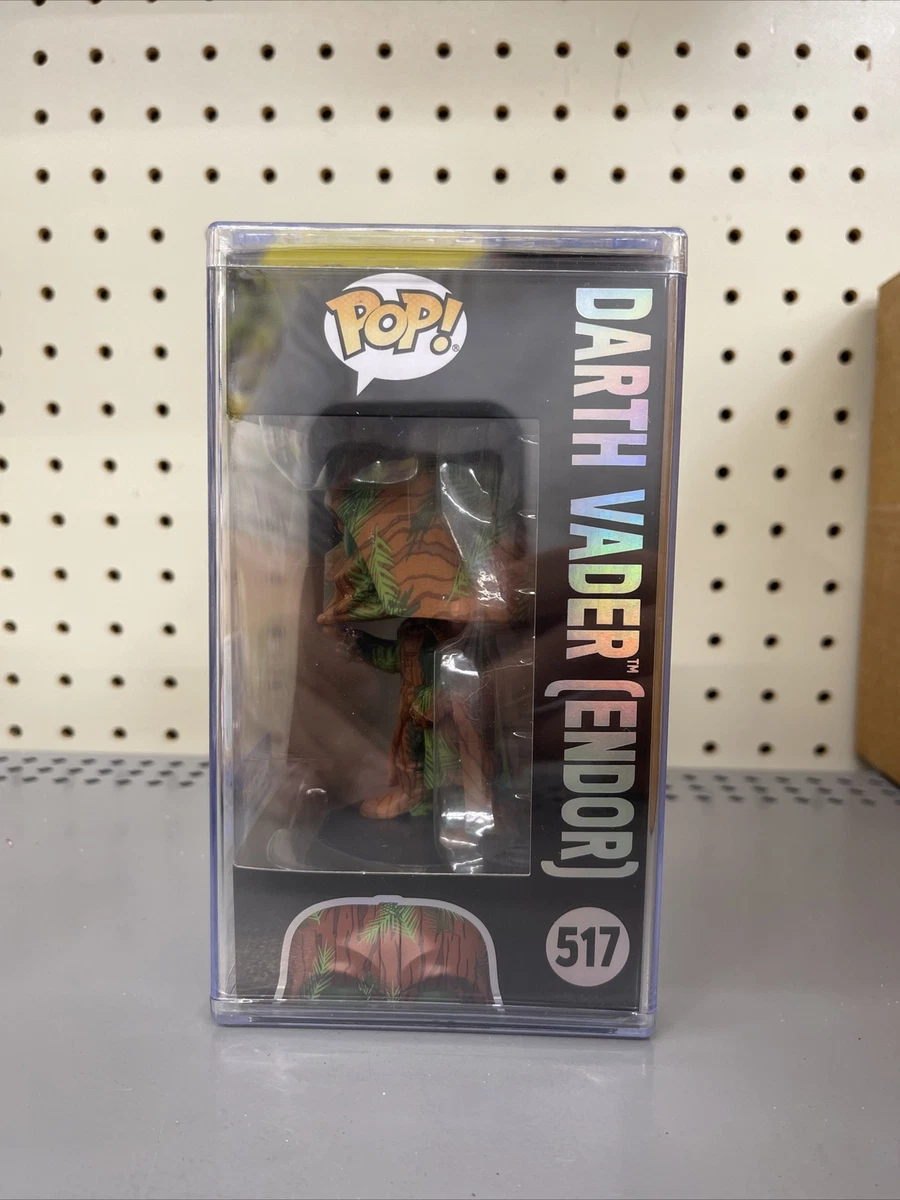 POP!®
DARTH VADER™ (ENDOR)
517